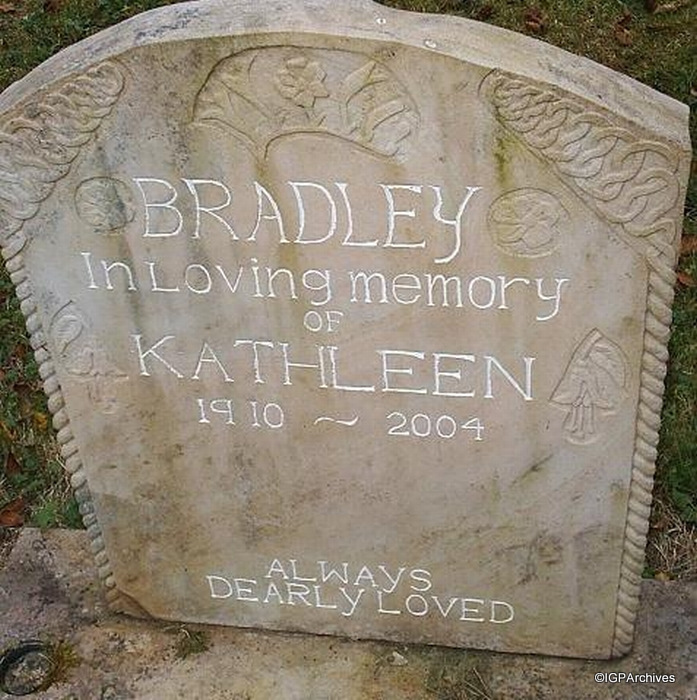 BRADLEY
In Loving memory
OF
KATHLEEN
1910 ~ 2004
ALWAYS
DEARLY LOVED
©IGPArchives